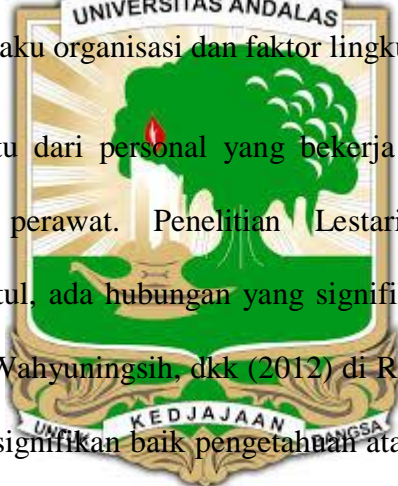 UNIVERSITAS ANDALAS
aku organisasi dan faktor lingku
u dari personal yang bekerja
perawat. Penelitian Lestari
tul, ada hubungan yang signifi
Wahyuningsih, dkk (2012) di R
UNTUK KEDJAJAAN BANGSA
signifikan baik pengetahuan ata